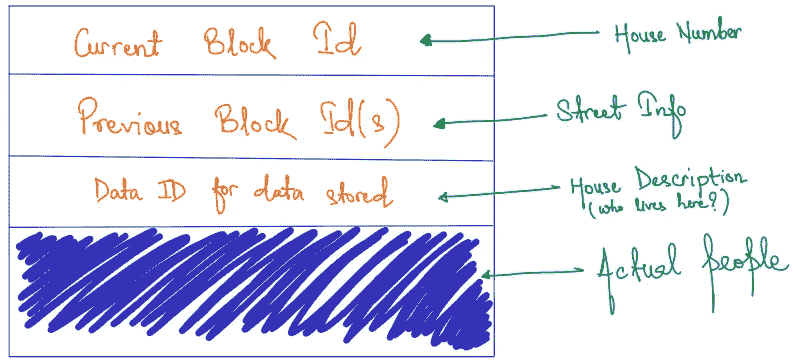 Current Block Id
House Number
Previous Block Id(s)
Street Info
Data ID for data stored
House Description
(who lives here?)
Actual people